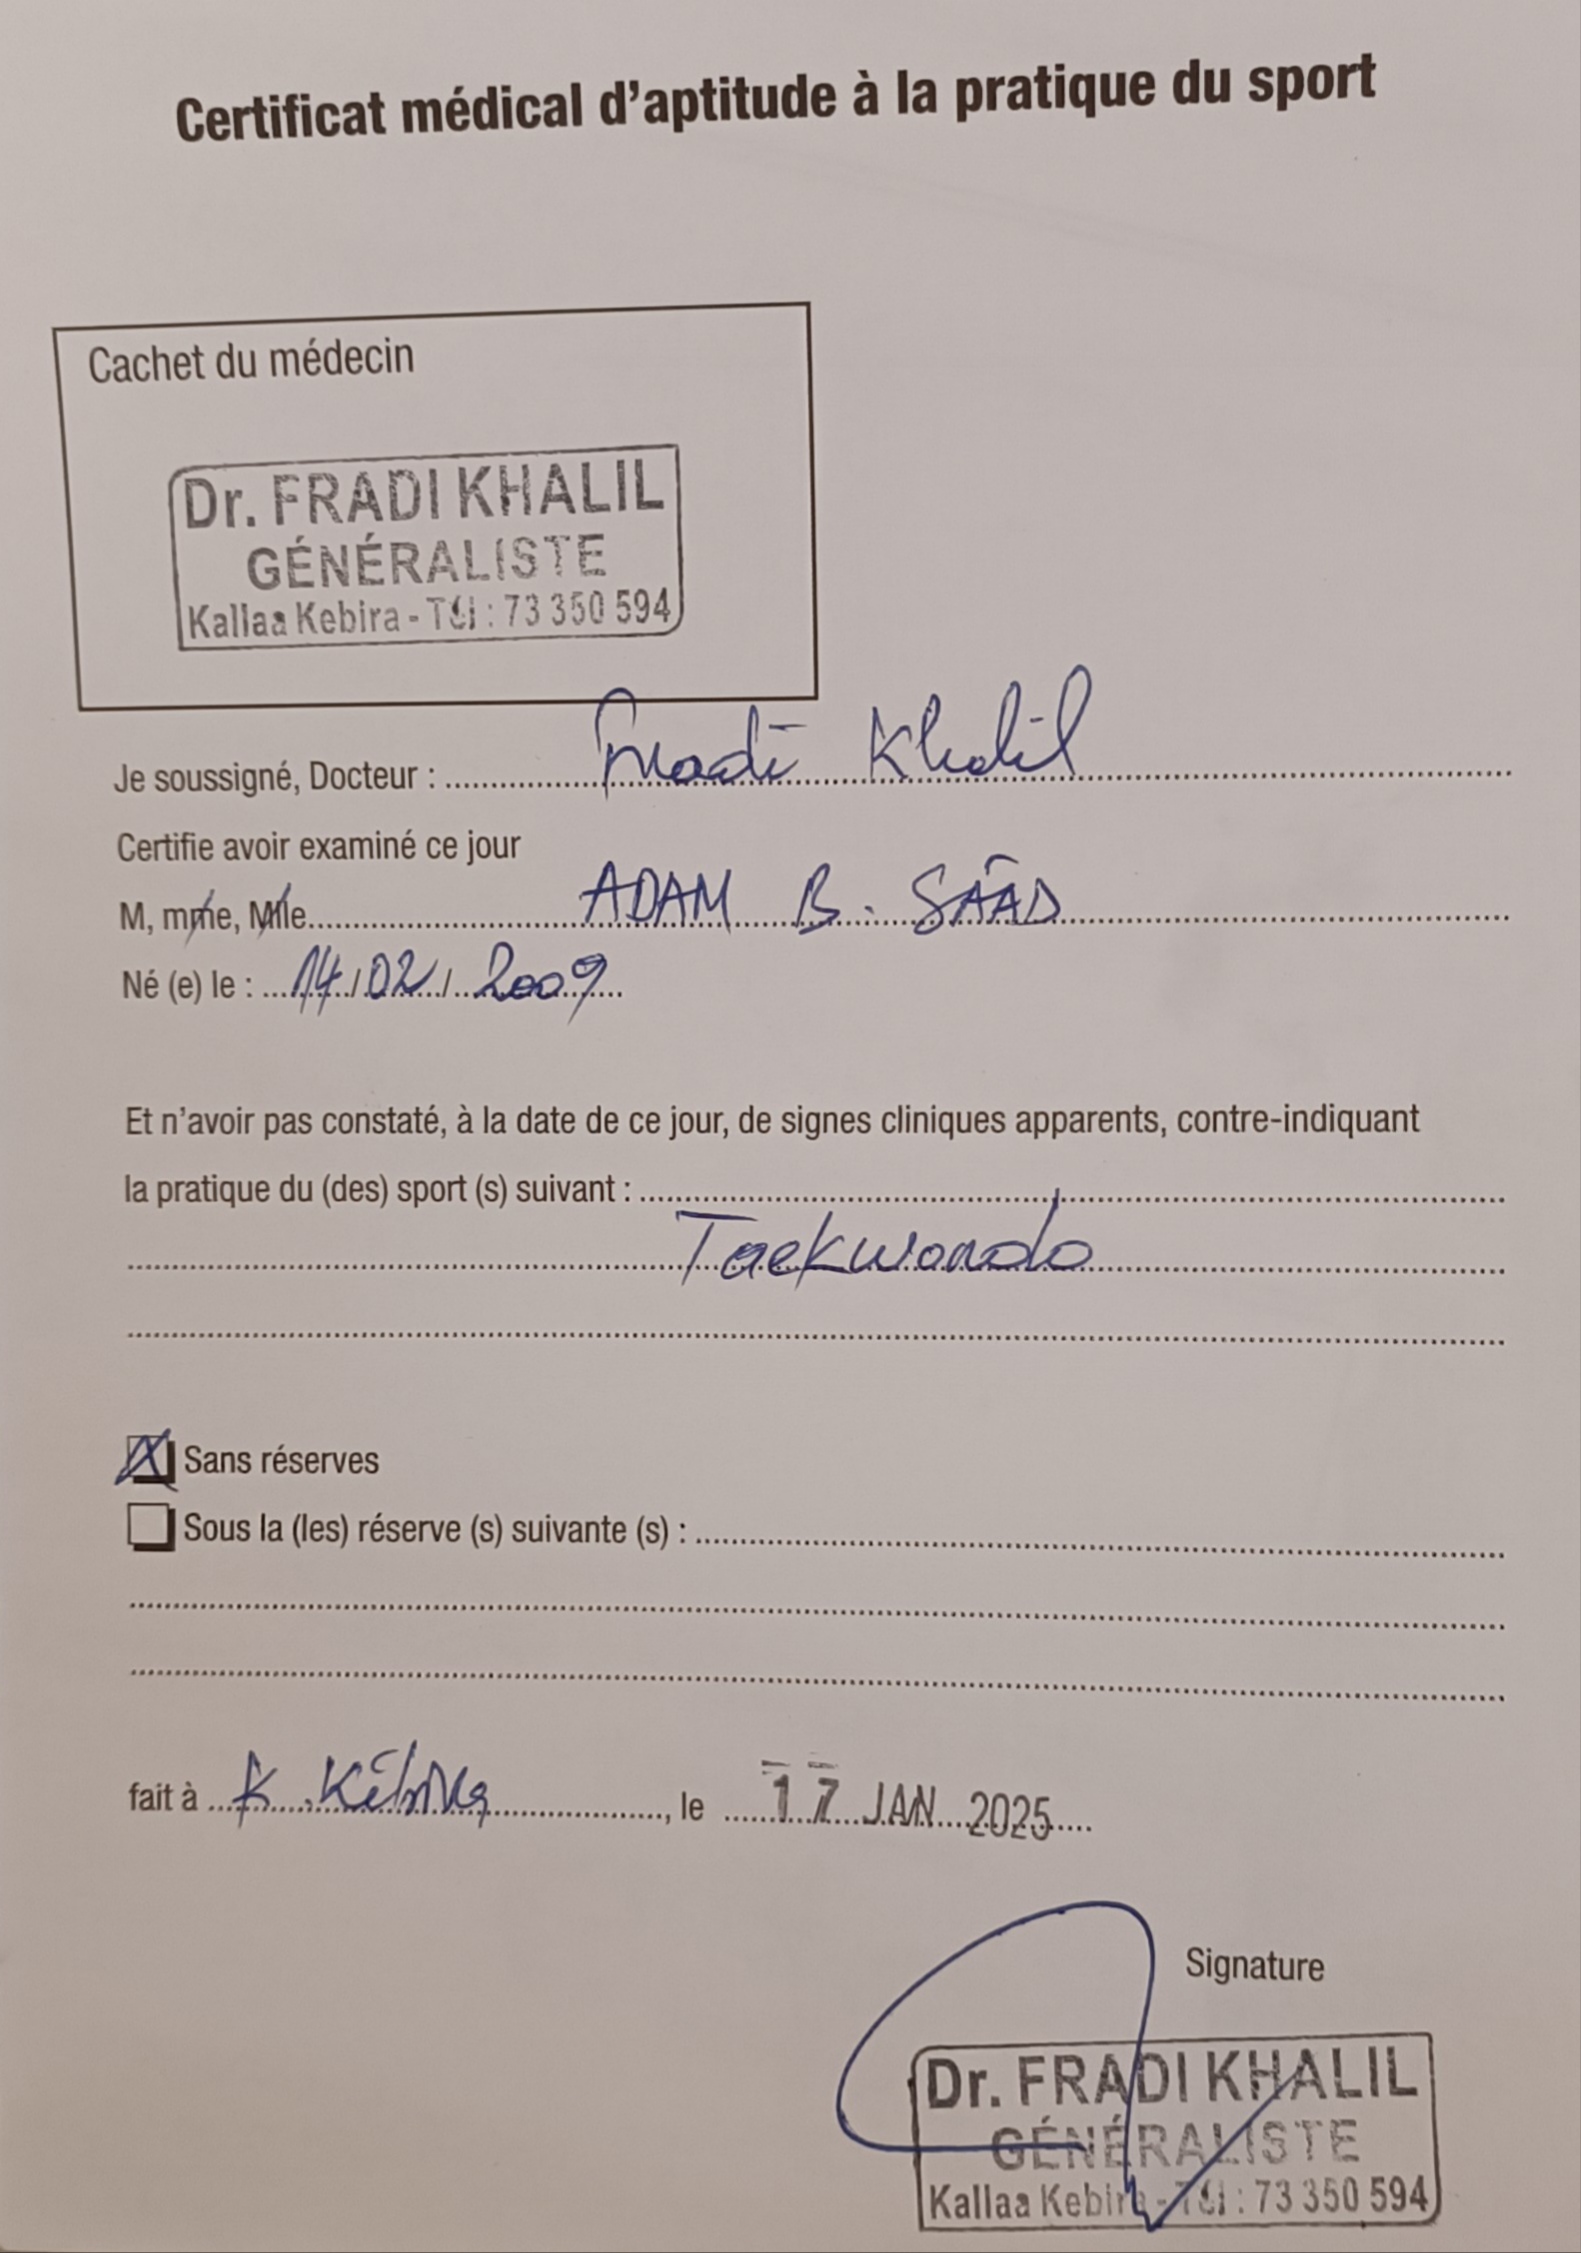 Certificat médical d'aptitude à la pratique du sport
Cachet du médecin
Dr. FRADI KHALIL
GÉNÉRALISTE
Kallaa Kebira - Tél : 73 350 594
Je soussigné, Docteur : Fradi Khalil
Certifie avoir examiné ce jour
M, mme, Mlle ADAM B. SÂAD
Né (e) le : 14/02/2009
Et n'avoir pas constaté, à la date de ce jour, de signes cliniques apparents, contre-indiquant
la pratique du (des) sport (s) suivant :
Taekwondo
Sans réserves
Sous la (les) réserve (s) suivante (s) :
fait à K. Kébira, le 17 JAN 2025
Signature
Dr. FRADI KHALIL
GÉNÉRALISTE
Kallaa Kebira - Tél : 73 350 594